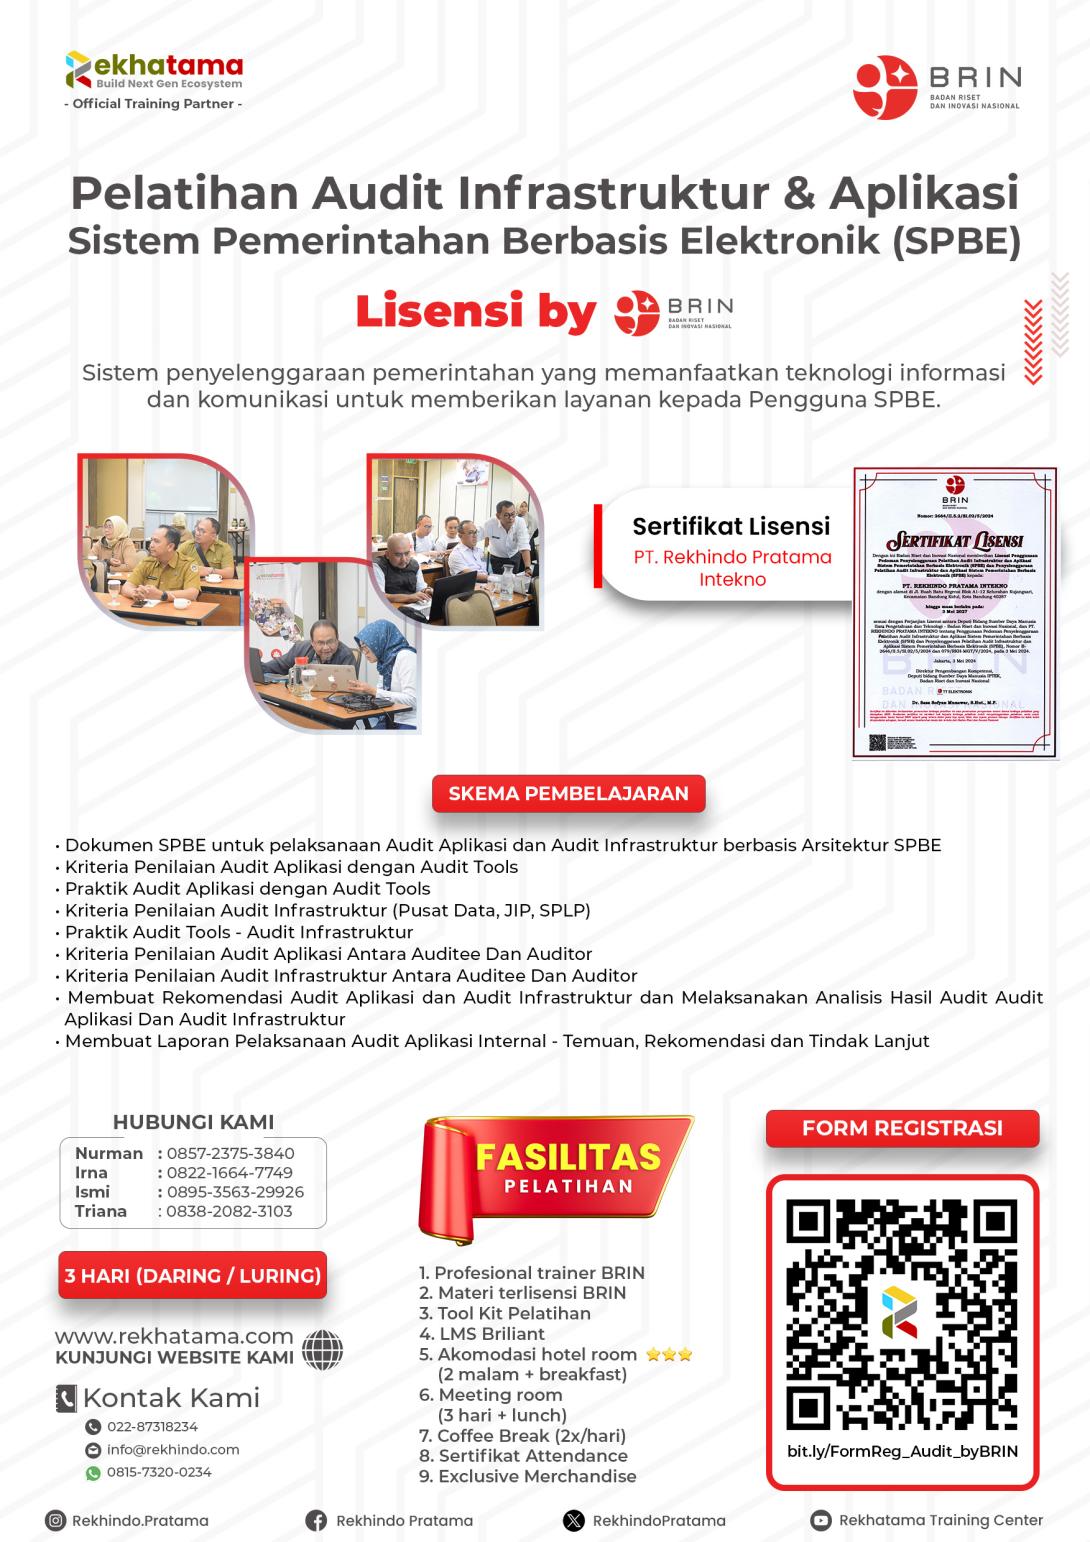 Rekhatama
Build Next Gen Ecosystem
- Official Training Partner -
BRIN
BADAN RISET
DAN INOVASI NASIONAL
Pelatihan Audit Infrastruktur & Aplikasi
Sistem Pemerintahan Berbasis Elektronik (SPBE)
Lisensi by
BRIN
BADAN RISET
DAN INOVASI NASIONAL
Sistem penyelenggaraan pemerintahan yang memanfaatkan teknologi informasi
dan komunikasi untuk memberikan layanan kepada Pengguna SPBE.
Sertifikat Lisensi
PT. Rekhindo Pratama
Intekno
BRIN
SERTIFIKAT LISENSI
PT. REKHINDO PRATAMA INTEKNO
hingga masa berlaku pada:
3 Mei 2027
Jakarta, 3 Mei 2024
SKEMA PEMBELAJARAN
• Dokumen SPBE untuk pelaksanaan Audit Aplikasi dan Audit Infrastruktur berbasis Arsitektur SPBE
• Kriteria Penilaian Audit Aplikasi dengan Audit Tools
• Praktik Audit Aplikasi dengan Audit Tools
• Kriteria Penilaian Audit Infrastruktur (Pusat Data, JIP, SPLP)
• Praktik Audit Tools - Audit Infrastruktur
• Kriteria Penilaian Audit Aplikasi Antara Auditee Dan Auditor
• Kriteria Penilaian Audit Infrastruktur Antara Auditee Dan Auditor
• Membuat Rekomendasi Audit Aplikasi dan Audit Infrastruktur dan Melaksanakan Analisis Hasil Audit Audit
Aplikasi Dan Audit Infrastruktur
• Membuat Laporan Pelaksanaan Audit Aplikasi Internal - Temuan, Rekomendasi dan Tindak Lanjut
HUBUNGI KAMI
Nurman : 0857-2375-3840
Irna : 0822-1664-7749
Ismi : 0895-3563-29926
Triana : 0838-2082-3103
3 HARI (DARING / LURING)
www.rekhatama.com
KUNJUNGI WEBSITE KAMI
Kontak Kami
022-87318234
info@rekhindo.com
0815-7320-0234
FASILITAS
PELATIHAN
1. Profesional trainer BRIN
2. Materi terlisensi BRIN
3. Tool Kit Pelatihan
4. LMS Briliant
5. Akomodasi hotel room
(2 malam + breakfast)
6. Meeting room
(3 hari + lunch)
7. Coffee Break (2x/hari)
8. Sertifikat Attendance
9. Exclusive Merchandise
FORM REGISTRASI
bit.ly/FormReg_Audit_byBRIN
Rekhindo.Pratama
Rekhindo Pratama
RekhindoPratama
Rekhatama Training Center